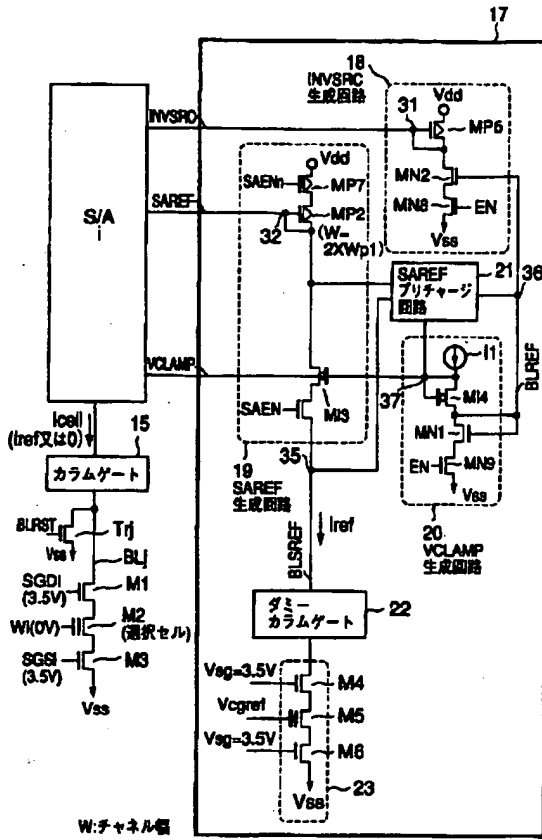 17
18
INVSRC
生成回路
Vdd
31
MP6
INVSRC
MN2
MN8
EN
Vss
Vdd
SAENn
MP7
SAREF
MP2
32
(W=
2XWp1)
S/A
i
SAREF
プリチャージ
回路
21
36
BLREF
VCLAMP
I1
37
MI4
MI3
MN1
SAEN
EN
MN9
Vss
19
SAREF
生成回路
35
20
VCLAMP
生成回路
Icell
(Iref又は0)
15
カラムゲート
BLRST
Trj
Vss
BLj
SGDI
(3.5V)
M1
WI(0V)
M2
(選択セル)
SGSI
(3.5V)
M3
Vss
Iref
BLSREF
ダミー
カラムゲート
22
Vsg=3.5V
M4
Vcgref
M5
Vsg=3.5V
M6
Vss
23
W:チャネル幅